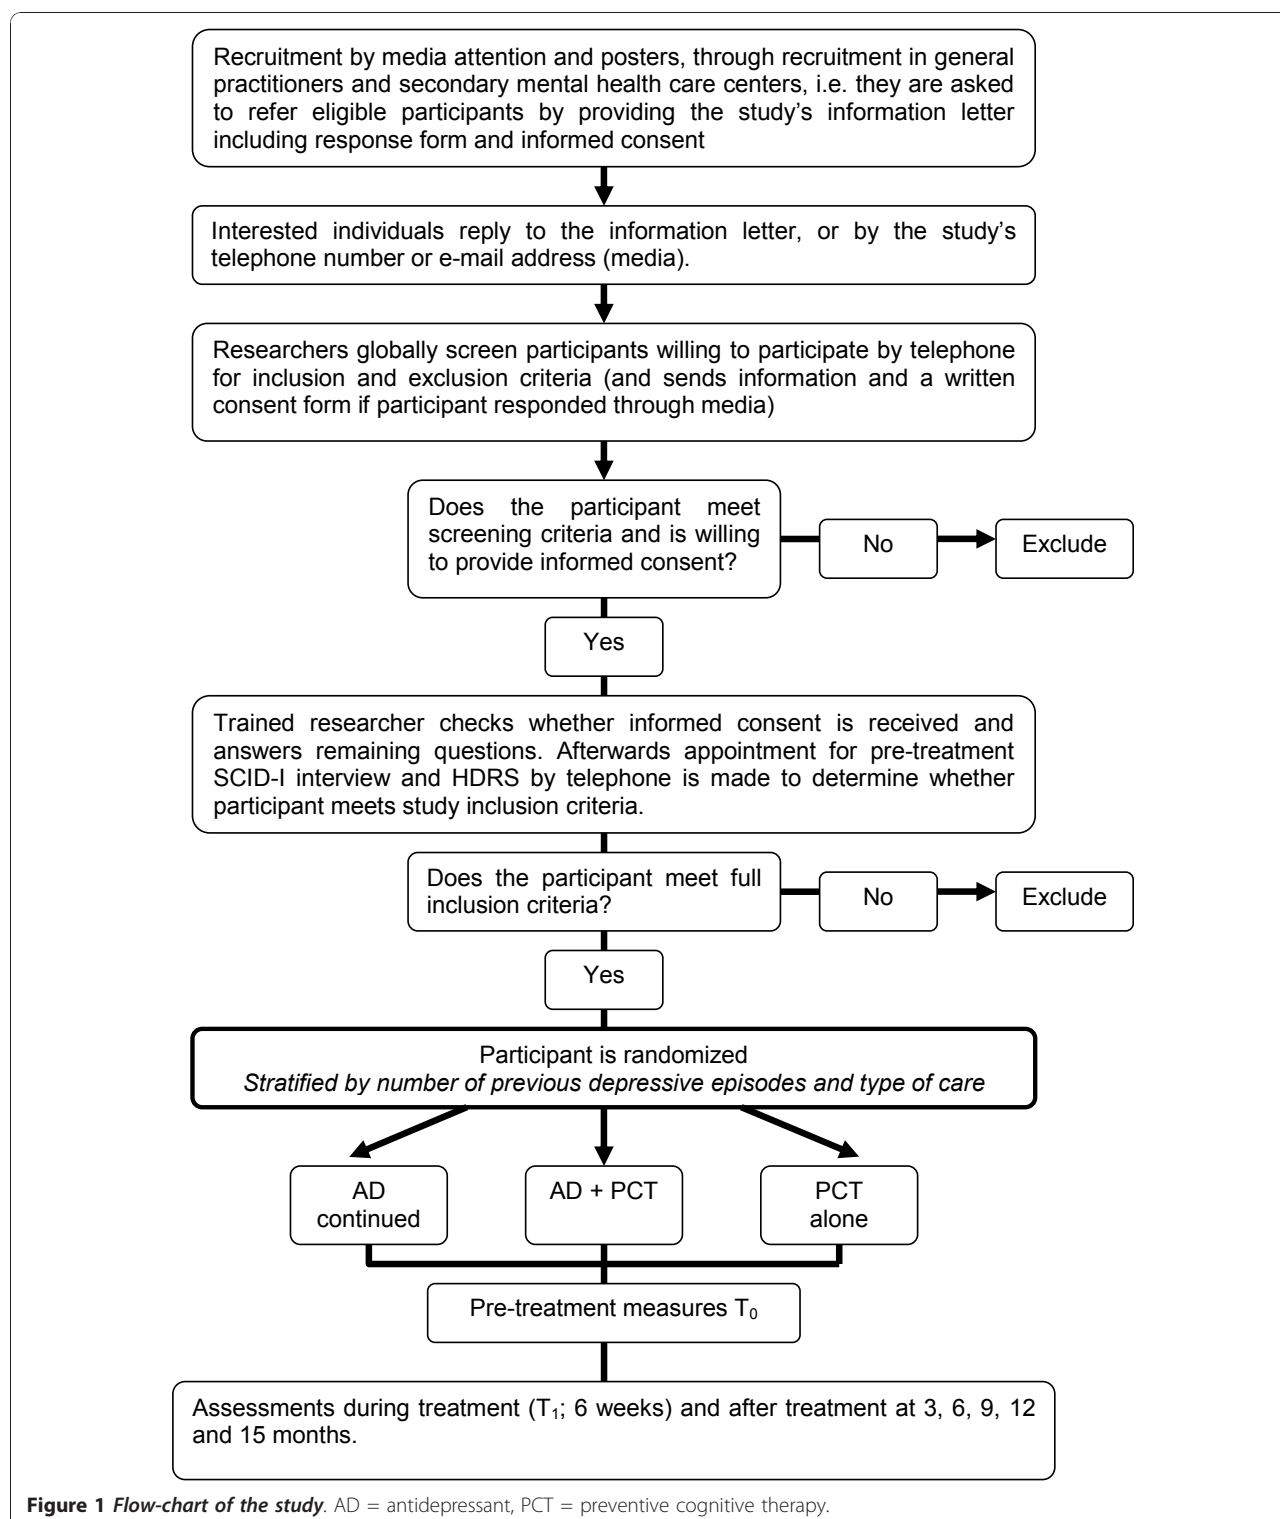 Recruitment by media attention and posters, through recruitment in general
practitioners and secondary mental health care centers, i.e. they are asked
to refer eligible participants by providing the study’s information letter
including response form and informed consent
Interested individuals reply to the information letter, or by the study’s
telephone number or e-mail address (media).
Researchers globally screen participants willing to participate by telephone
for inclusion and exclusion criteria (and sends information and a written
consent form if participant responded through media)
Does the participant meet
screening criteria and is willing
to provide informed consent?
No
Exclude
Yes
Trained researcher checks whether informed consent is received and
answers remaining questions. Afterwards appointment for pre-treatment
SCID-I interview and HDRS by telephone is made to determine whether
participant meets study inclusion criteria.
Does the participant meet full
inclusion criteria?
No
Exclude
Yes
Participant is randomized
Stratified by number of previous depressive episodes and type of care
AD
continued
AD + PCT
PCT
alone
Pre-treatment measures T₀
Assessments during treatment (T₁; 6 weeks) and after treatment at 3, 6, 9, 12
and 15 months.
Figure 1 Flow-chart of the study. AD = antidepressant, PCT = preventive cognitive therapy.